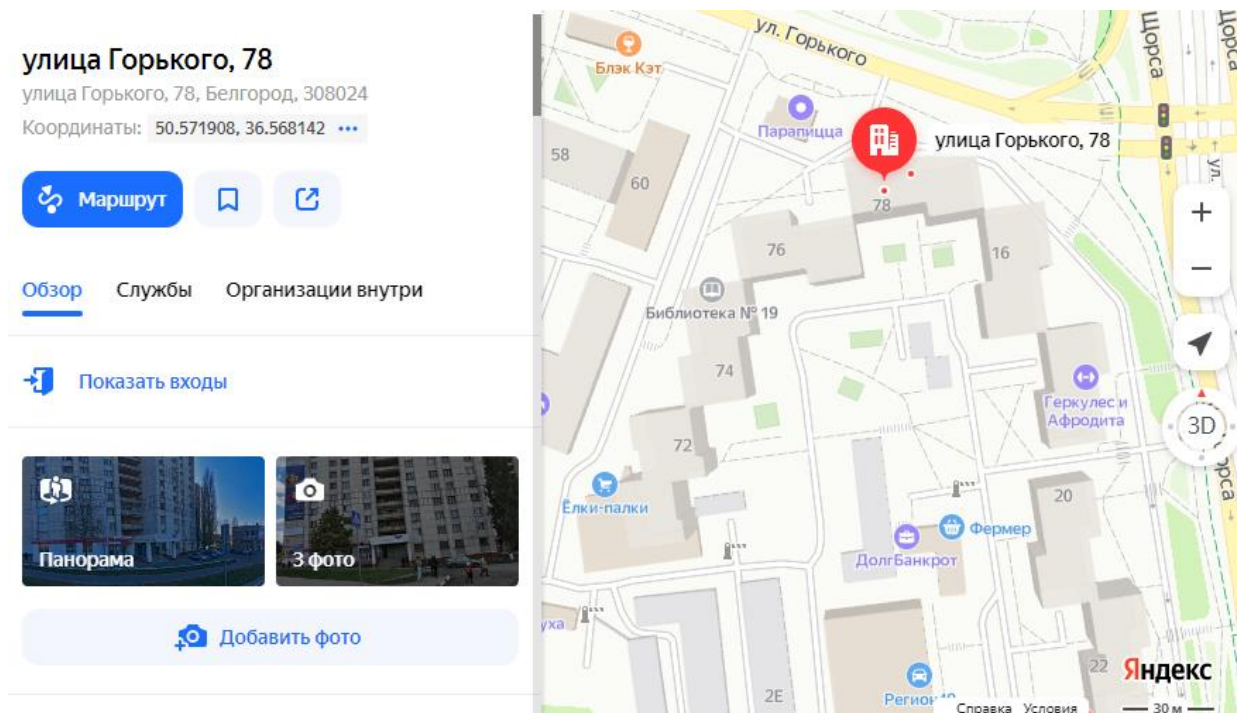 улица Горького, 78
улица Горького, 78, Белгород, 308024
Координаты: 50.571908, 36.568142 •••
Маршрут
Обзор Службы Организации внутри
Показать входы
Панорама
3 фото
Добавить фото
ул. Горького
Щорса
Щорса
Блэк Кэт
Парапицца
улица Горького, 78
58
60
78
ул.
76
16
Библиотека № 19
74
Геркулес и
Афродита
3D
72
Щорса
Ёлки-палки
20
Фермер
ДолгБанкрот
22
Яндекс
2Е
Справка Условия
30 м